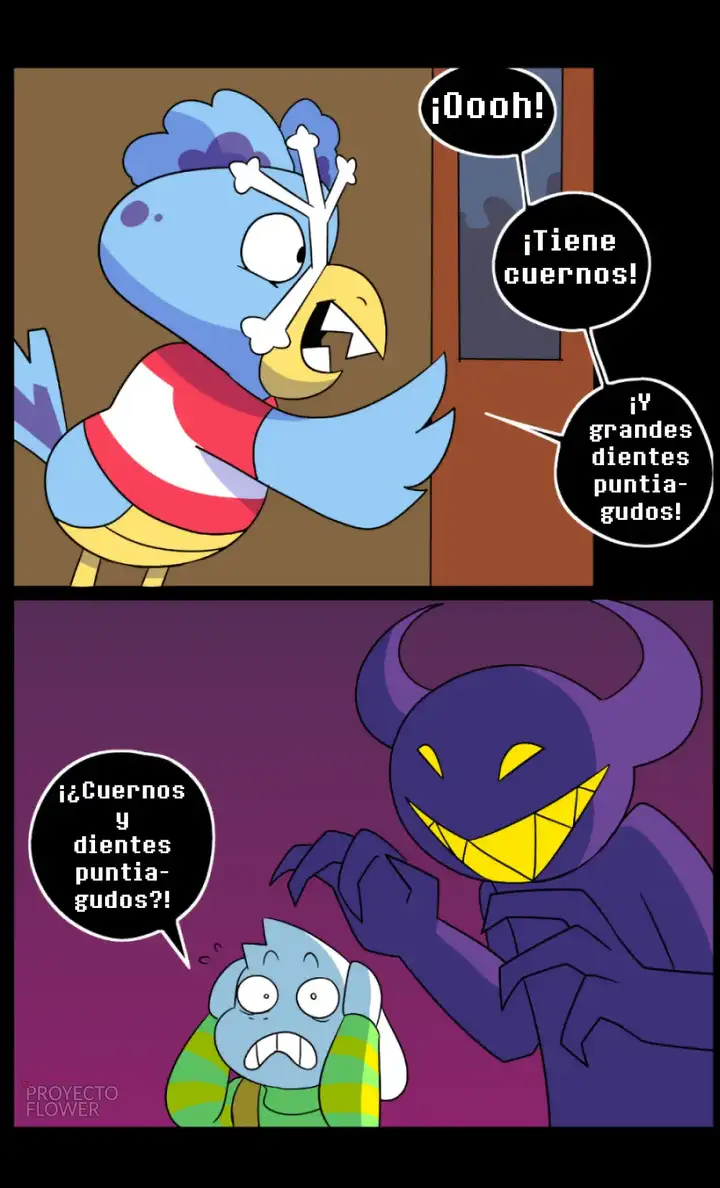 ¡Oooh!
¡Tiene
cuernos!
¡Y
grandes
dientes
puntia-
gudos!
¡¿Cuernos
y
dientes
puntia-
gudos?!
PROYECTO
FLOWER